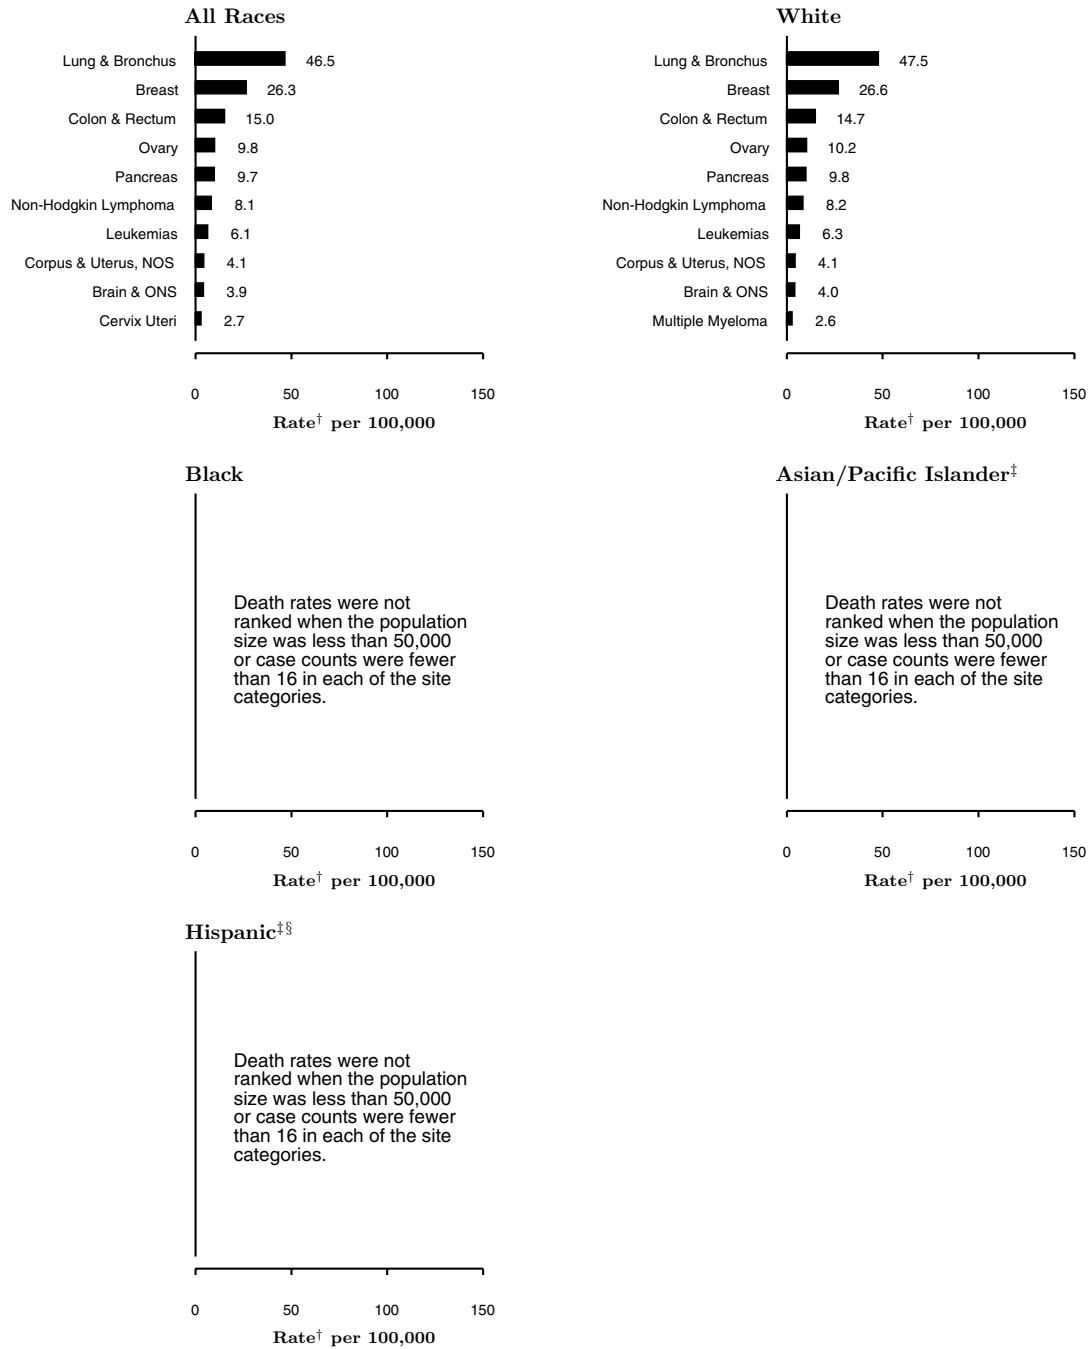 All Races
Lung & Bronchus 46.5
Breast 26.3
Colon & Rectum 15.0
Ovary 9.8
Pancreas 9.7
Non-Hodgkin Lymphoma 8.1
Leukemias 6.1
Corpus & Uterus, NOS 4.1
Brain & ONS 3.9
Cervix Uteri 2.7
0 50 100 150
Rate† per 100,000
White
Lung & Bronchus 47.5
Breast 26.6
Colon & Rectum 14.7
Ovary 10.2
Pancreas 9.8
Non-Hodgkin Lymphoma 8.2
Leukemias 6.3
Corpus & Uterus, NOS 4.1
Brain & ONS 4.0
Multiple Myeloma 2.6
0 50 100 150
Rate† per 100,000
Black
Death rates were not
ranked when the population
size was less than 50,000
or case counts were fewer
than 16 in each of the site
categories.
0 50 100 150
Rate† per 100,000
Asian/Pacific Islander‡
Death rates were not
ranked when the population
size was less than 50,000
or case counts were fewer
than 16 in each of the site
categories.
0 50 100 150
Rate† per 100,000
Hispanic‡§
Death rates were not
ranked when the population
size was less than 50,000
or case counts were fewer
than 16 in each of the site
categories.
0 50 100 150
Rate† per 100,000